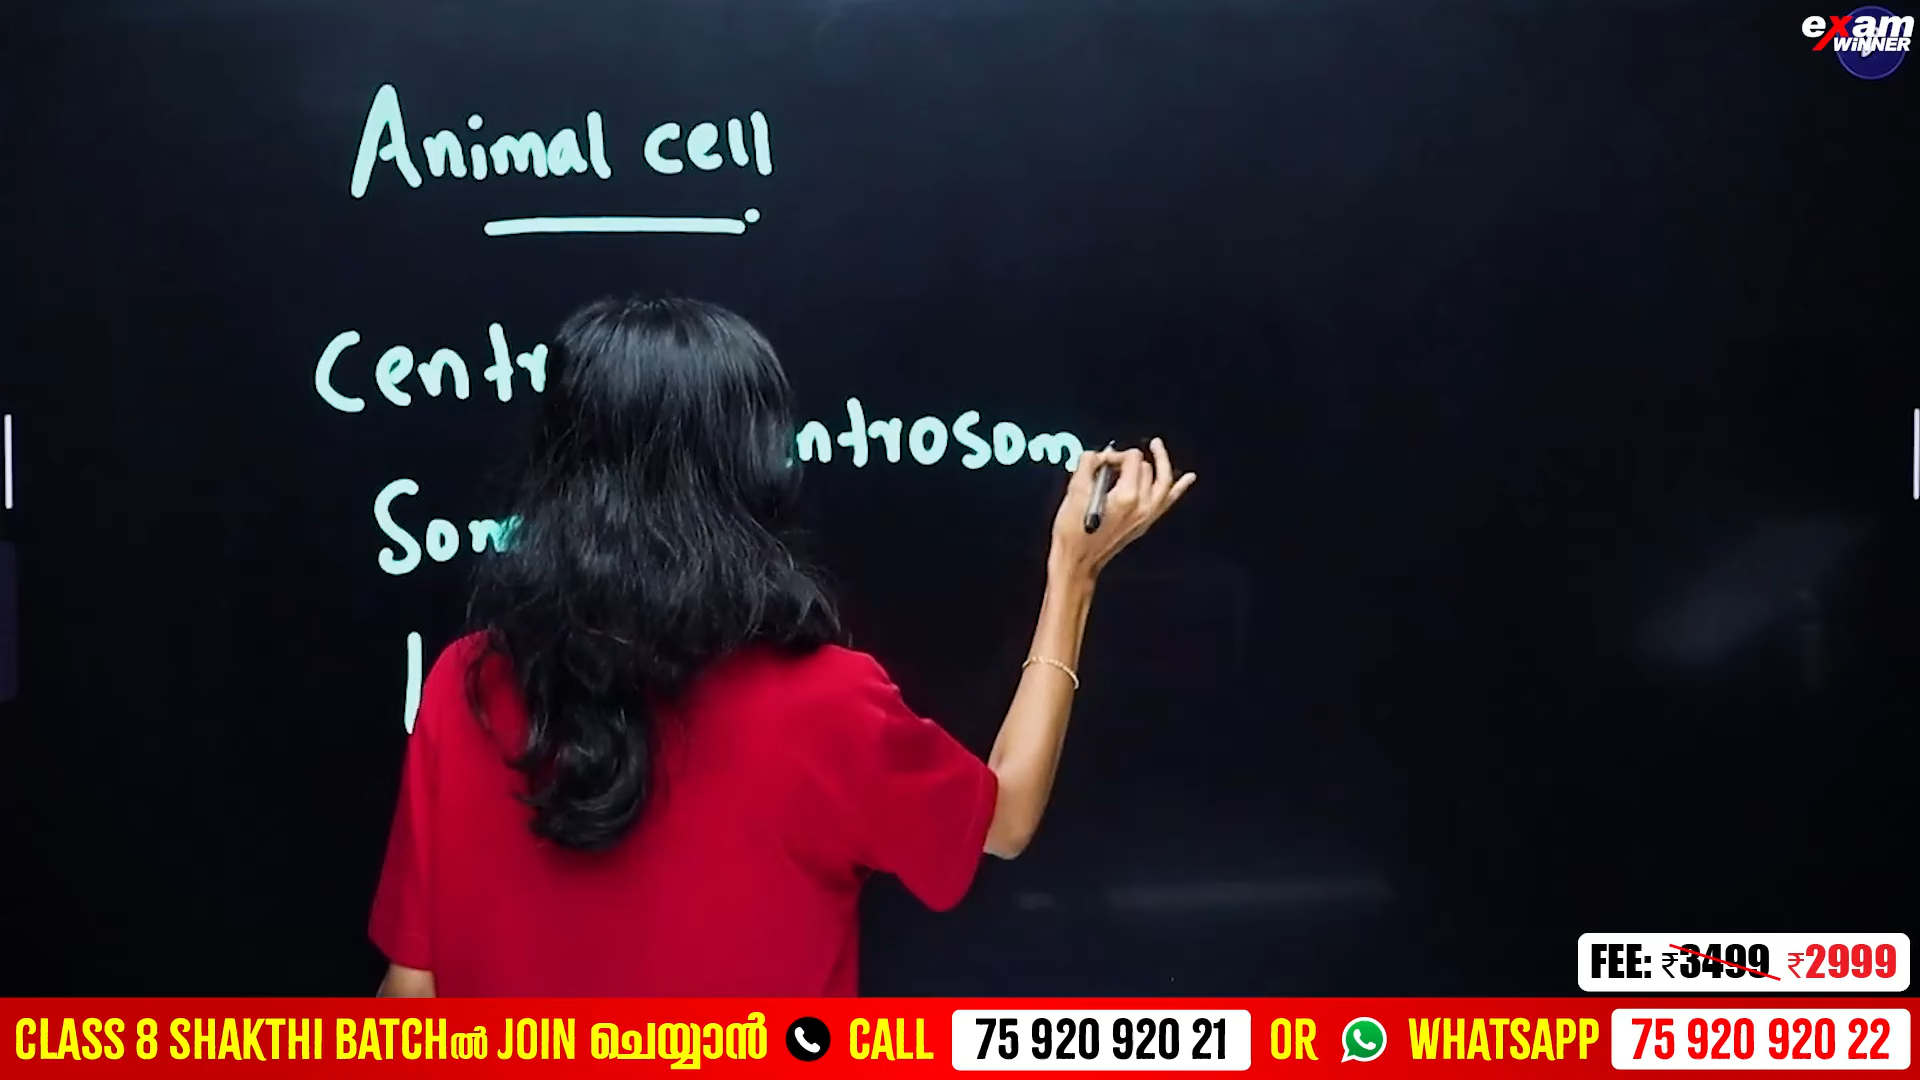 exam
WINNER
Animal cell
Centr
ntrosom
Som
FEE: ₹3499 ₹2999
CLASS 8 SHAKTHI BATCHൽ JOIN ചെയ്യാൻ CALL 75 920 920 21 OR WHATSAPP 75 920 920 22